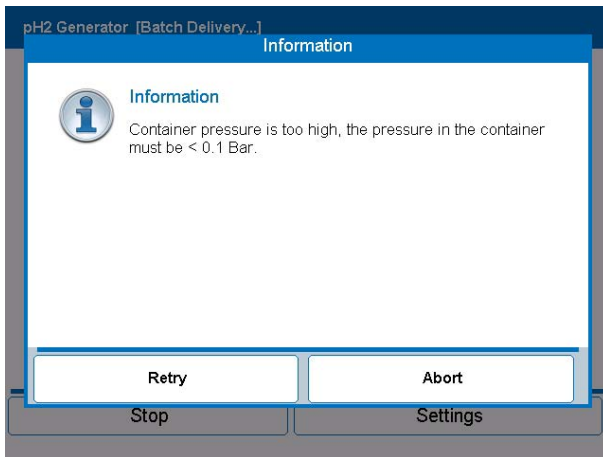 pH2 Generator [Batch Delivery...]
Information
Information
Container pressure is too high, the pressure in the container
must be < 0.1 Bar.
Retry
Abort
Stop
Settings